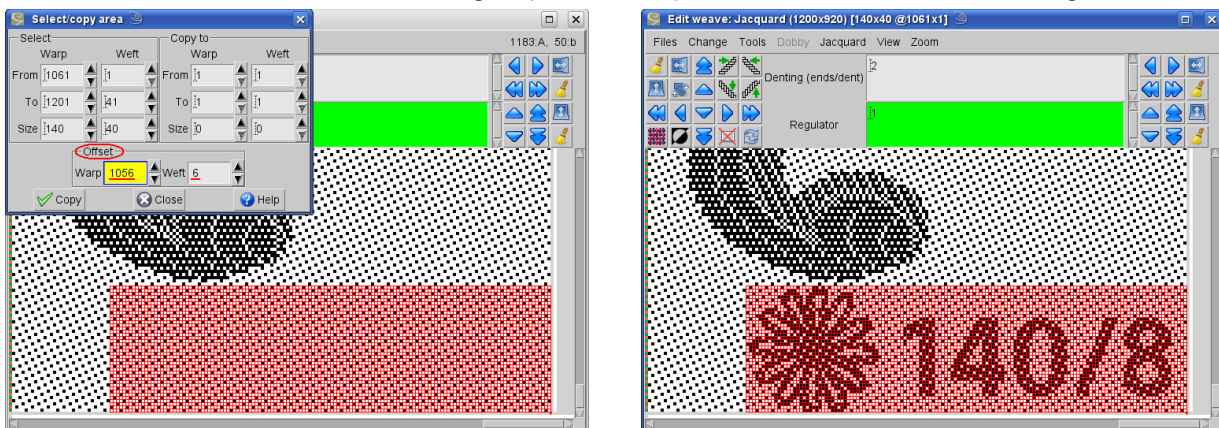 Select/copy area
Select
Copy to
Warp Weft Warp Weft
From 1061 1 From 1 1
To 1201 41 To 1 1
Size 140 40 Size 0 0
Offset
Warp 1056 Weft 6
Copy Close Help
1183:A, 50:b
Edit weave: Jacquard (1200x920) [140x40 @1061x1]
Files Change Tools Dobby Jacquard View Zoom
Denting (ends/dent) 2
Regulator 1
140/8